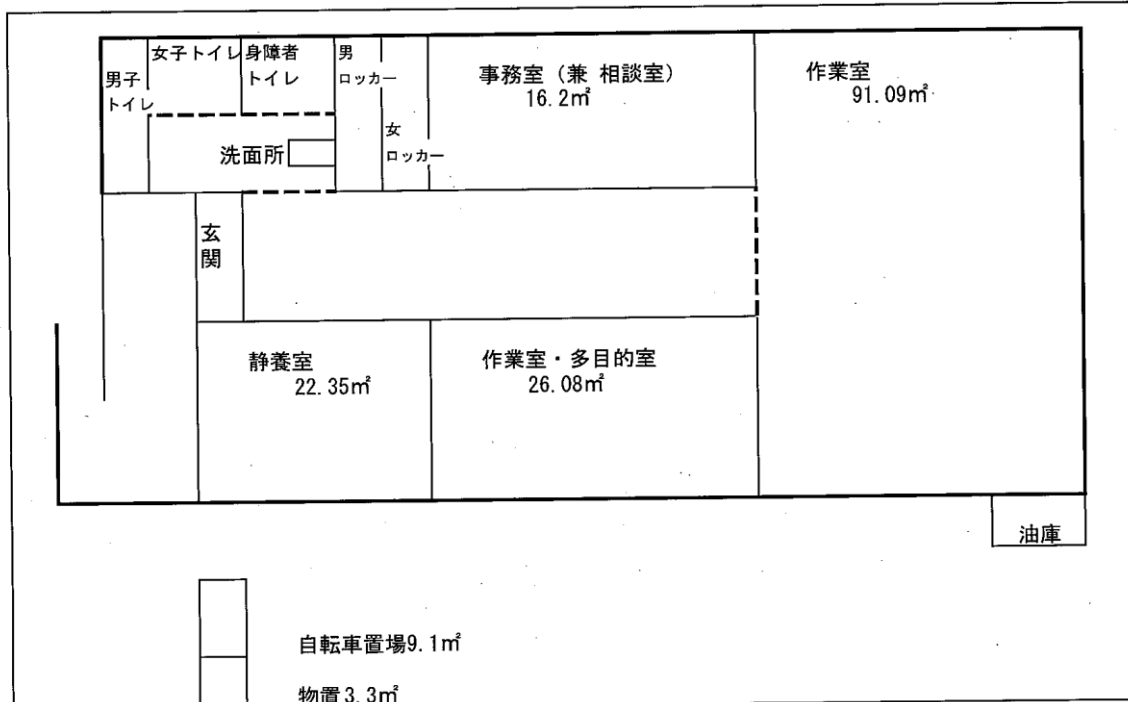 女子トイレ
身障者
トイレ
男
ロッカー
男子
トイレ
事務室（兼 相談室）
16.2㎡
作業室
91.09㎡
女
ロッカー
洗面所
玄
関
静養室
22.35㎡
作業室・多目的室
26.08㎡
油庫
自転車置場9.1㎡
物置3.3㎡